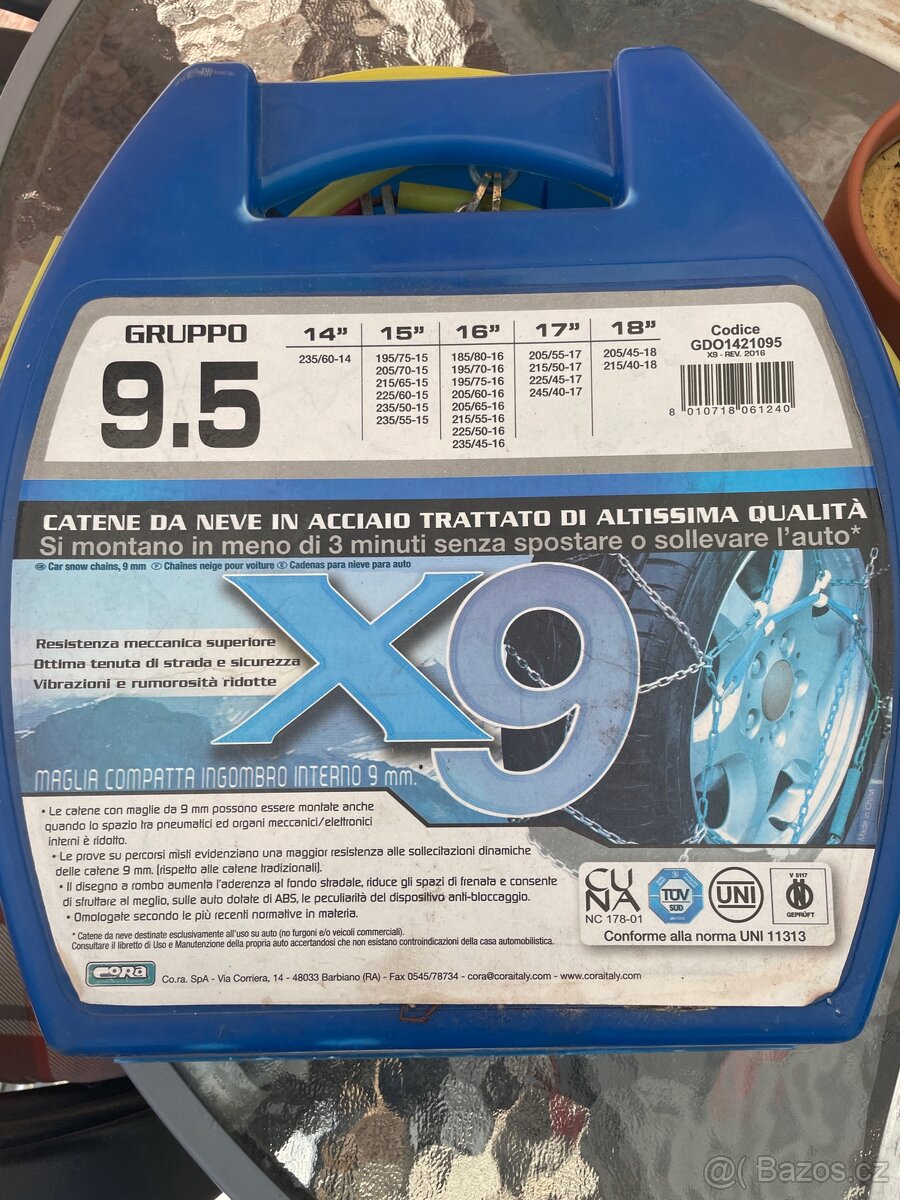 GRUPPO
9.5
14”
235/60-14
15”
195/75-15
205/70-15
215/65-15
225/60-15
235/50-15
235/55-15
16”
185/80-16
195/70-16
195/75-16
205/60-16
205/65-16
215/55-16
225/50-16
235/45-16
17”
205/55-17
215/50-17
225/45-17
245/40-17
18”
205/45-18
215/40-18
Codice
GDO1421095
X9 - REV. 2016
8 010718 061240
CATENE DA NEVE IN ACCIAIO TRATTATO DI ALTISSIMA QUALITÀ
Si montano in meno di 3 minuti senza spostare o sollevare l’auto*
GB Car snow chains, 9 mm F Chaînes neige pour voiture E Cadenas para nieve para auto
X9
Resistenza meccanica superiore
Ottima tenuta di strada e sicurezza
Vibrazioni e rumorosità ridotte
MAGLIA COMPATTA INGOMBRO INTERNO 9 mm.
Made in China
• Le catene con maglie da 9 mm possono essere montate anche
quando lo spazio tra pneumatici ed organi meccanici/elettronici
interni è ridotto.
• Le prove su percorsi misti evidenziano una maggior resistenza alle sollecitazioni dinamiche
delle catene 9 mm. (rispetto alle catene tradizionali).
• Il disegno a rombo aumenta l’aderenza al fondo stradale, riduce gli spazi di frenata e consente
di sfruttare al meglio, sulle auto dotate di ABS, le peculiarità del dispositivo anti-bloccaggio.
• Omologate secondo le più recenti normative in materia.
* Catene da neve destinate esclusivamente all’uso su auto (no furgoni e/o veicoli commerciali).
Consultare il libretto di Uso e Manutenzione della propria auto accertandosi che non esistano controindicazioni della casa automobilistica.
CU
NA
NC 178-01
TÜV
SÜD
UNI
V 5117
GEPRÜFT
Conforme alla norma UNI 11313
cora
Co.ra. SpA - Via Corriera, 14 - 48033 Barbiano (RA) - Fax 0545/78734 - cora@coraitaly.com - www.coraitaly.com
@( Bazos.cz